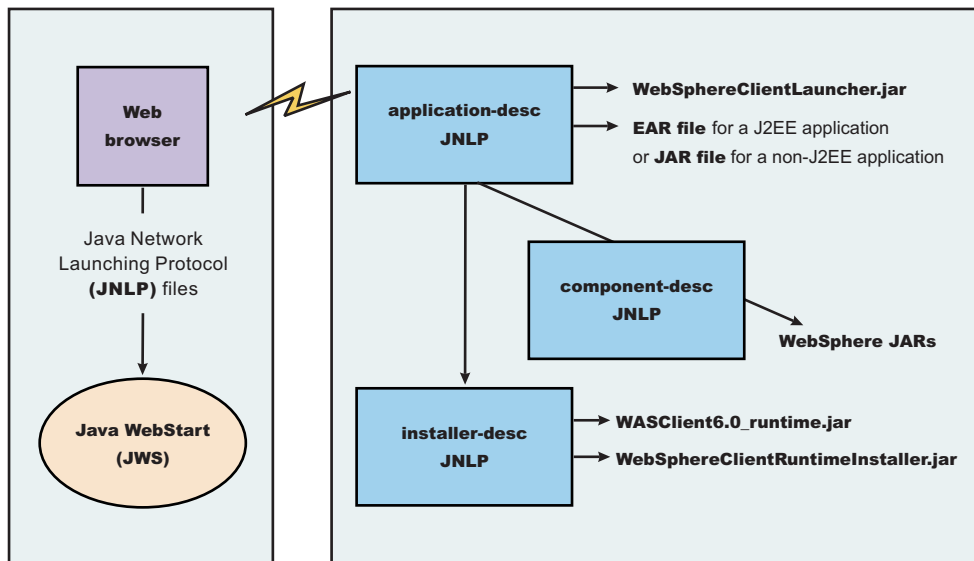 Web
browser
Java Network
Launching Protocol
(JNLP) files
Java WebStart
(JWS)
application-desc
JNLP
WebSphereClientLauncher.jar
EAR file for a J2EE application
or JAR file for a non-J2EE application
component-desc
JNLP
WebSphere JARs
installer-desc
JNLP
WASClient6.0_runtime.jar
WebSphereClientRuntimeInstaller.jar